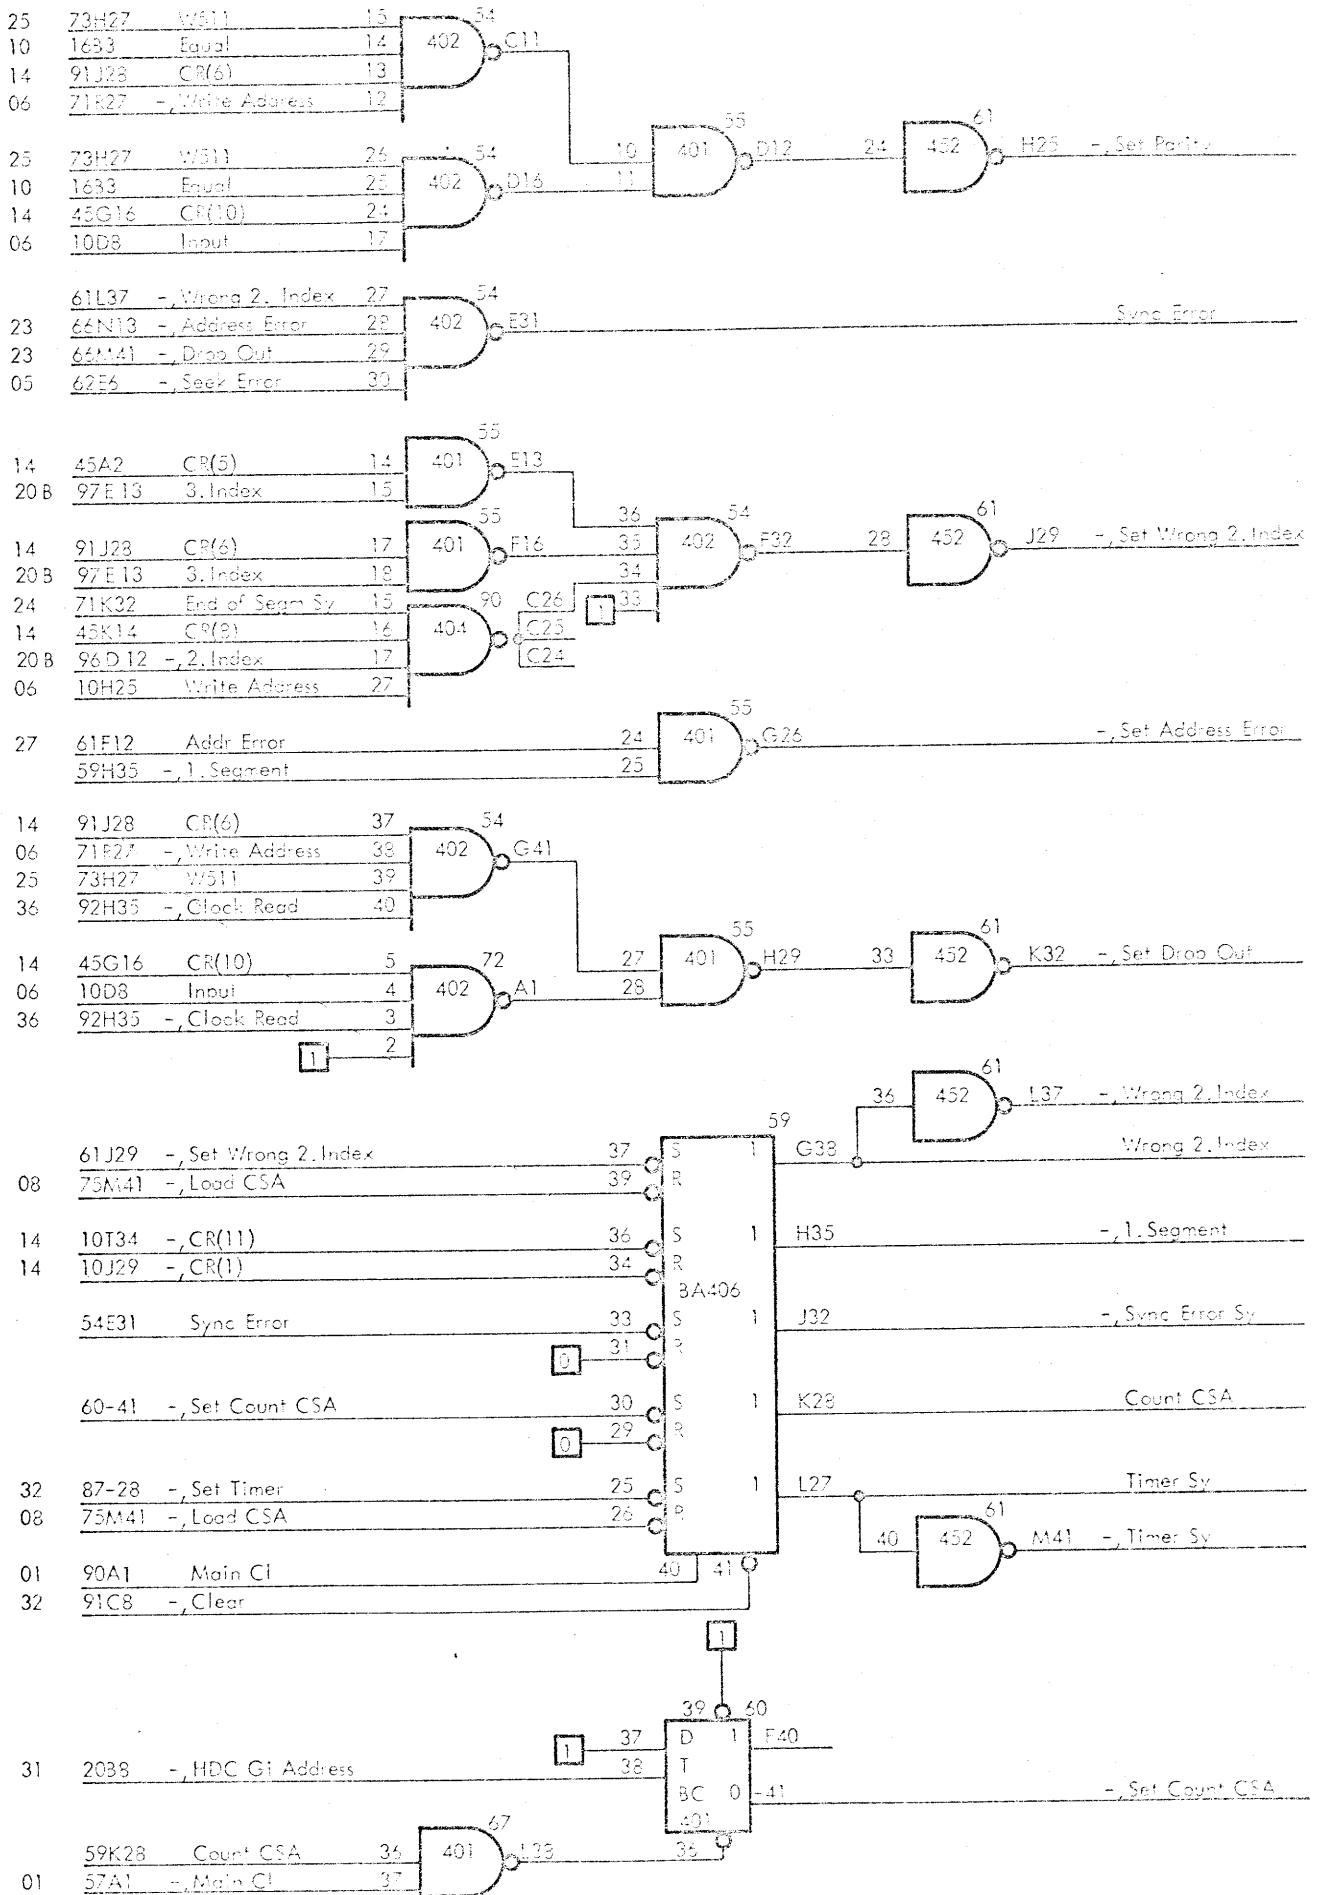 25 73H27 W511 15 54
10 16B3 Equal 14 402 C11
14 91J28 CR(6) 13
06 71R27 -,Write Address 12
55
61
25 73H27 W511 26 54 10 401 D12 24 452 H25 -,Set Parity
10 16B3 Equal 25 402 D16 11
14 45G16 CR(10) 24
06 10D8 Input 17
61L37 -,Wrong 2. Index 27 54
23 66N13 -,Address Error 28 402 E31 Sync Error
23 66M41 -,Drop Out 29
05 62E6 -,Seek Error 30
55
14 45A2 CR(5) 14 401 E13
20B 97E13 3.Index 15
55 36 54 61
14 91J28 CR(6) 17 401 F16 35 402 F32 28 452 J29 -,Set Wrong 2.Index
20B 97E13 3.Index 18 34
24 71K32 End of Segm Sy 15 90 C26 1 33
14 45K14 CR(8) 16 404 C25
20B 96D12 -,2.Index 17 C24
06 10H25 Write Address 27
55
27 61F12 Addr Error 24 401 G26 -,Set Address Error
59H35 -,1.Segment 25
14 91J28 CR(6) 37 54
06 71R27 -,Write Address 38 402 G41
25 73H27 W511 39
36 92H35 -,Clock Read 40
55 61
14 45G16 CR(10) 5 72 27 401 H29 33 452 K32 -,Set Drop Out
06 10D8 Input 4 402 A1 28
36 92H35 -,Clock Read 3
1 2
61
36 452 L37 -,Wrong 2.Index
59
61J29 -,Set Wrong 2.Index 37 S 1 G38 Wrong 2.Index
08 75M41 -,Load CSA 39 R
14 10T34 -,CR(11) 36 S 1 H35 -,1.Segment
14 10J29 -,CR(1) 34 R
BA406
54E31 Sync Error 33 S 1 J32 -,Sync Error Sy
0 31 R
60-41 -,Set Count CSA 30 S 1 K28 Count CSA
0 29 R
32 87-28 -,Set Timer 25 S 1 L27 Timer Sy
08 75M41 -,Load CSA 26 R
61
40 452 M41 -,Timer Sy
01 90A1 Main Cl 40 41
32 91C8 -,Clear
1
39 60
1 37 D 1 F40
31 20B8 -,HDC G1 Address 38 T
BC 0 -41 -,Set Count CSA
401
67 36
59K28 Count CSA 36 401 L38
01 57A1 -,Main Cl 37